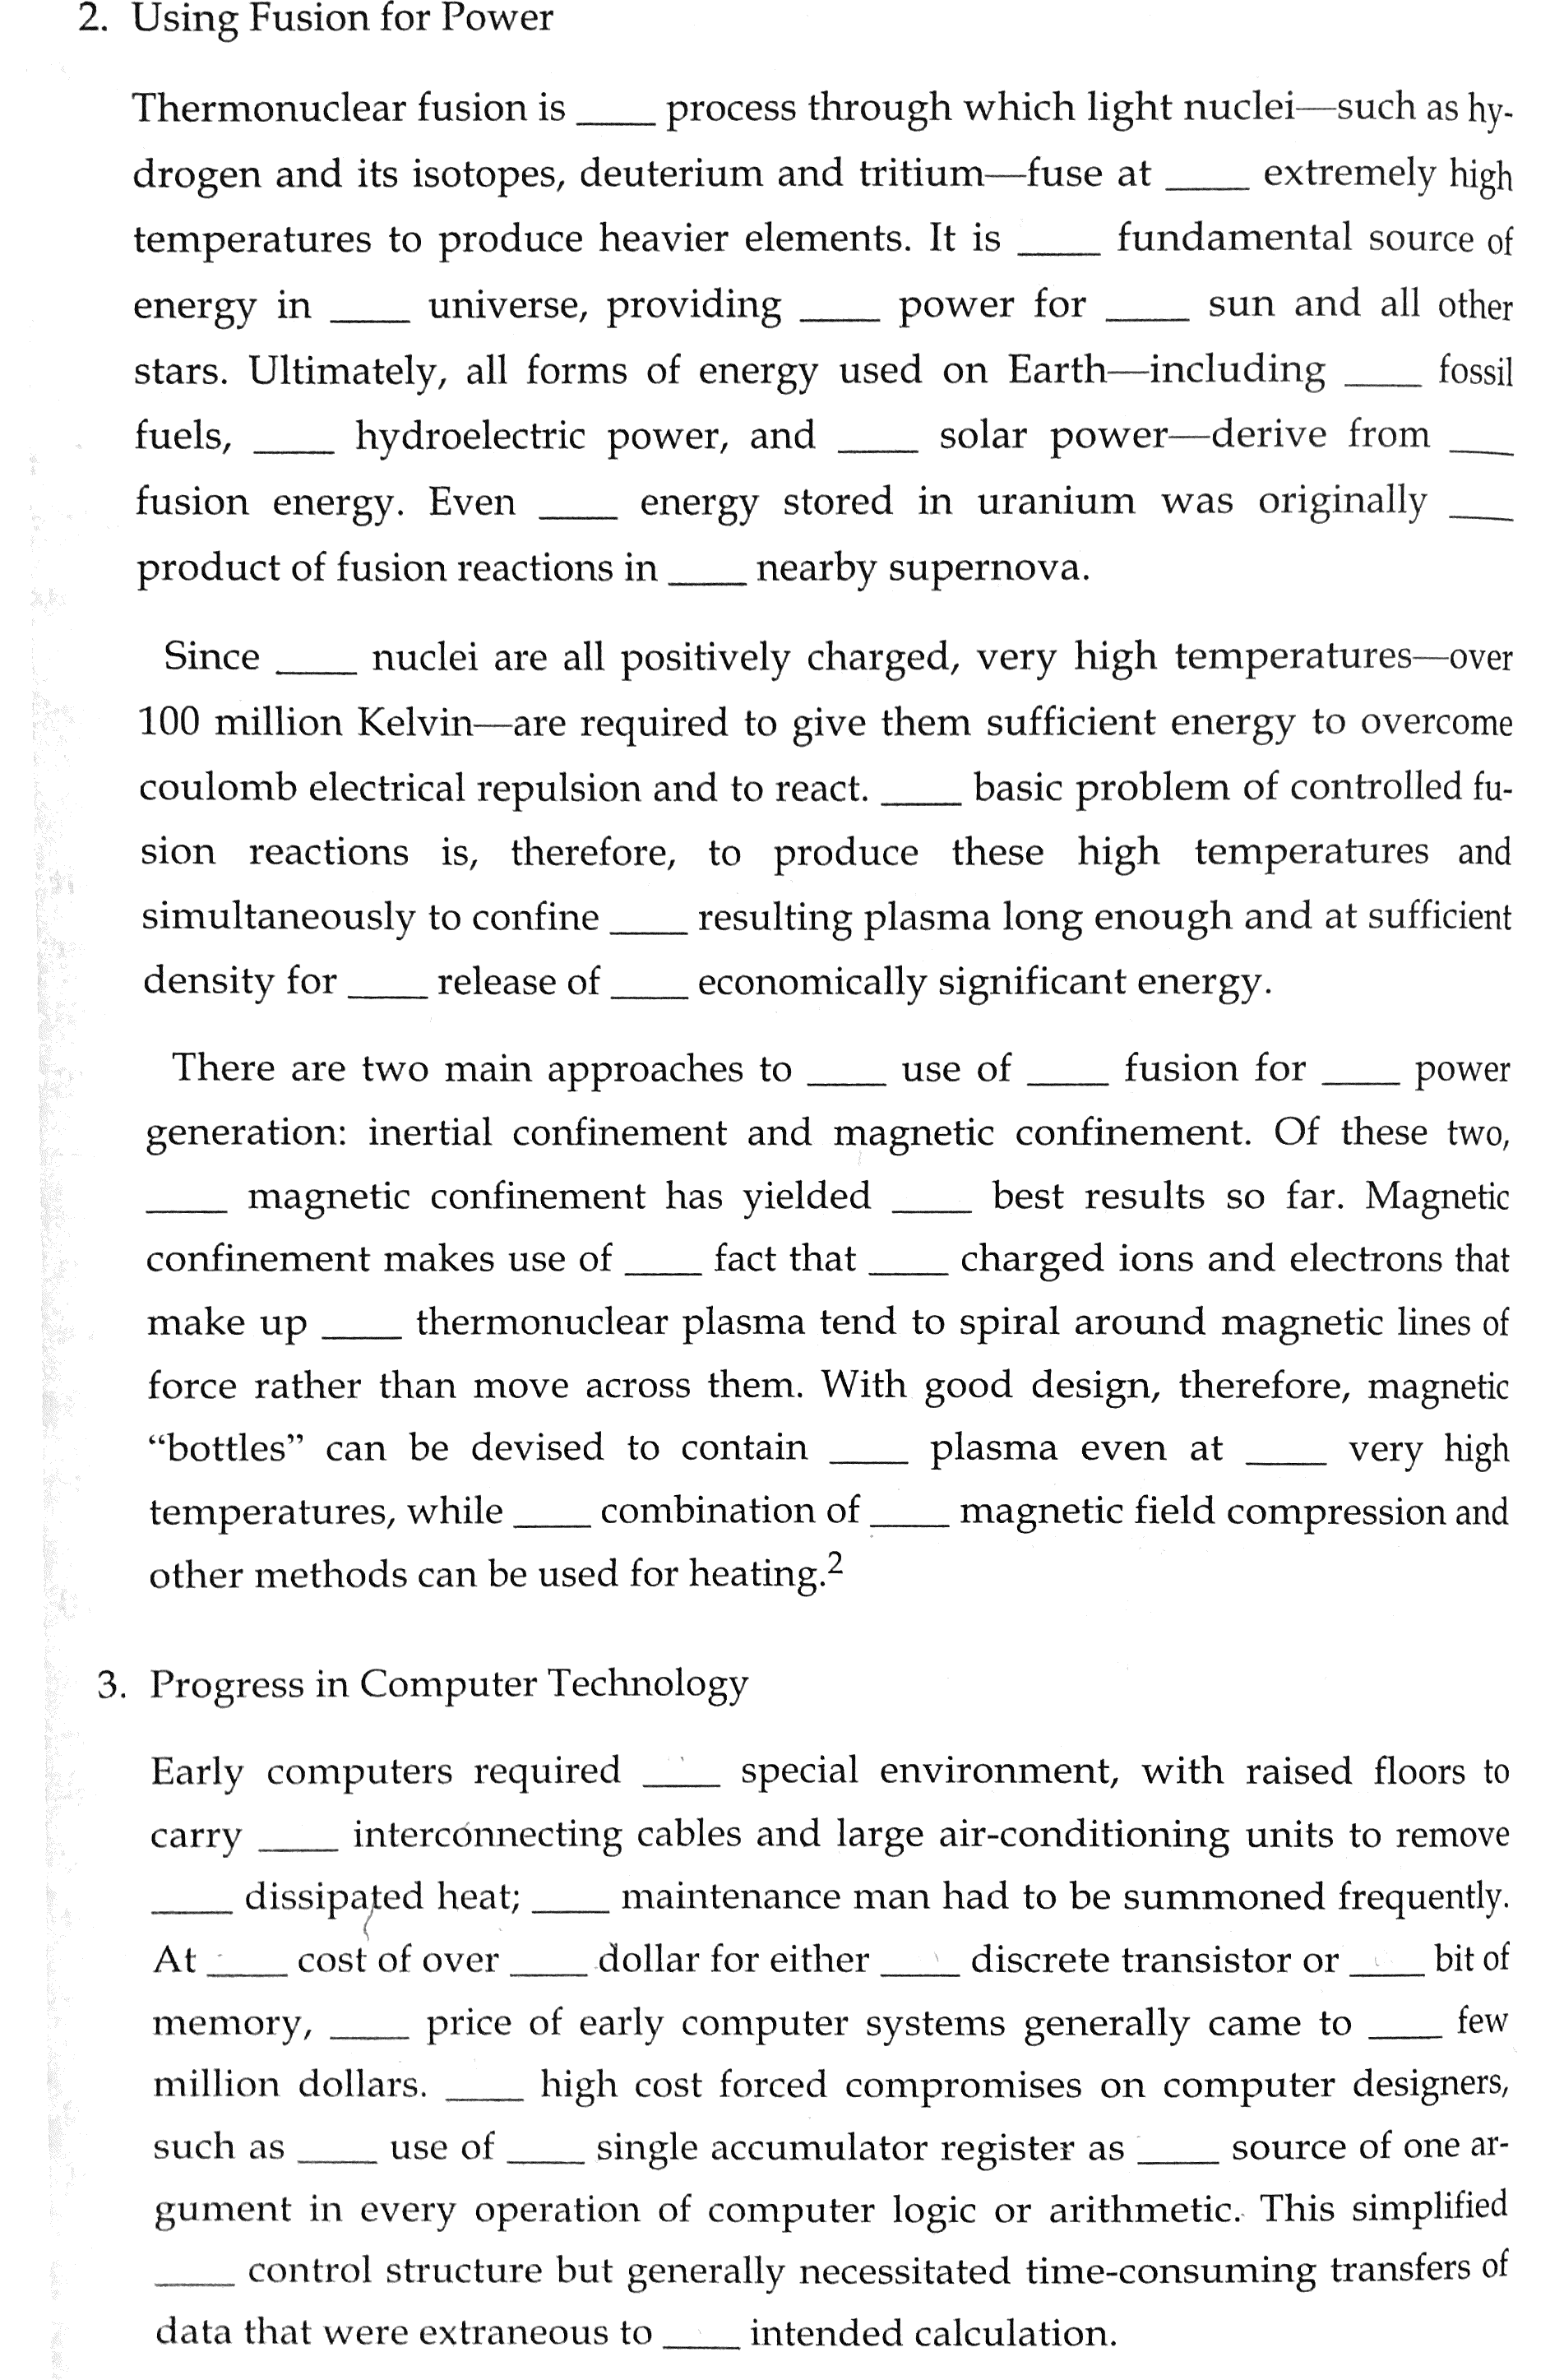 2. Using Fusion for Power
Thermonuclear fusion is ____ process through which light nuclei—such as hy-
drogen and its isotopes, deuterium and tritium—fuse at ____ extremely high
temperatures to produce heavier elements. It is ____ fundamental source of
energy in ____ universe, providing ____ power for ____ sun and all other
stars. Ultimately, all forms of energy used on Earth—including ____ fossil
fuels, ____ hydroelectric power, and ____ solar power—derive from ____
fusion energy. Even ____ energy stored in uranium was originally ____
product of fusion reactions in ____ nearby supernova.
Since ____ nuclei are all positively charged, very high temperatures—over
100 million Kelvin—are required to give them sufficient energy to overcome
coulomb electrical repulsion and to react. ____ basic problem of controlled fu-
sion reactions is, therefore, to produce these high temperatures and
simultaneously to confine ____ resulting plasma long enough and at sufficient
density for ____ release of ____ economically significant energy.
There are two main approaches to ____ use of ____ fusion for ____ power
generation: inertial confinement and magnetic confinement. Of these two,
____ magnetic confinement has yielded ____ best results so far. Magnetic
confinement makes use of ____ fact that ____ charged ions and electrons that
make up ____ thermonuclear plasma tend to spiral around magnetic lines of
force rather than move across them. With good design, therefore, magnetic
“bottles” can be devised to contain ____ plasma even at ____ very high
temperatures, while ____ combination of ____ magnetic field compression and
other methods can be used for heating.2
3. Progress in Computer Technology
Early computers required ____ special environment, with raised floors to
carry ____ interconnecting cables and large air-conditioning units to remove
____ dissipated heat; ____ maintenance man had to be summoned frequently.
At ____ cost of over ____ dollar for either ____ discrete transistor or ____ bit of
memory, ____ price of early computer systems generally came to ____ few
million dollars. ____ high cost forced compromises on computer designers,
such as ____ use of ____ single accumulator register as ____ source of one ar-
gument in every operation of computer logic or arithmetic. This simplified
____ control structure but generally necessitated time-consuming transfers of
data that were extraneous to ____ intended calculation.